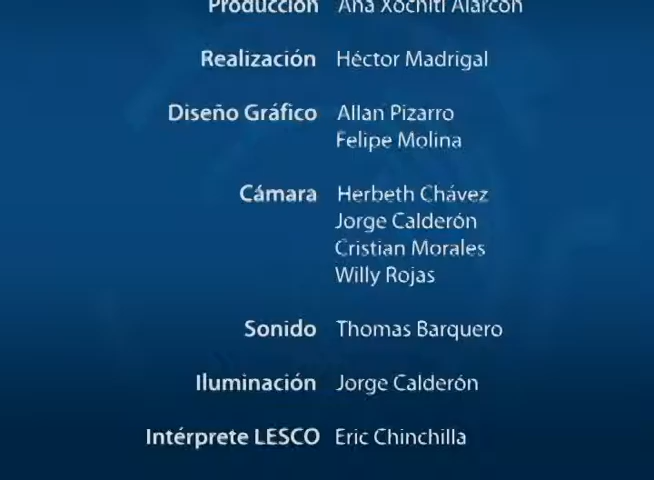 Producción Ana Xochitl Alarcón
Realización Héctor Madrigal
Diseño Gráfico Allan Pizarro
Felipe Molina
Cámara Herbeth Chávez
Jorge Calderón
Cristian Morales
Willy Rojas
Sonido Thomas Barquero
Iluminación Jorge Calderón
Intérprete LESCO Eric Chinchilla